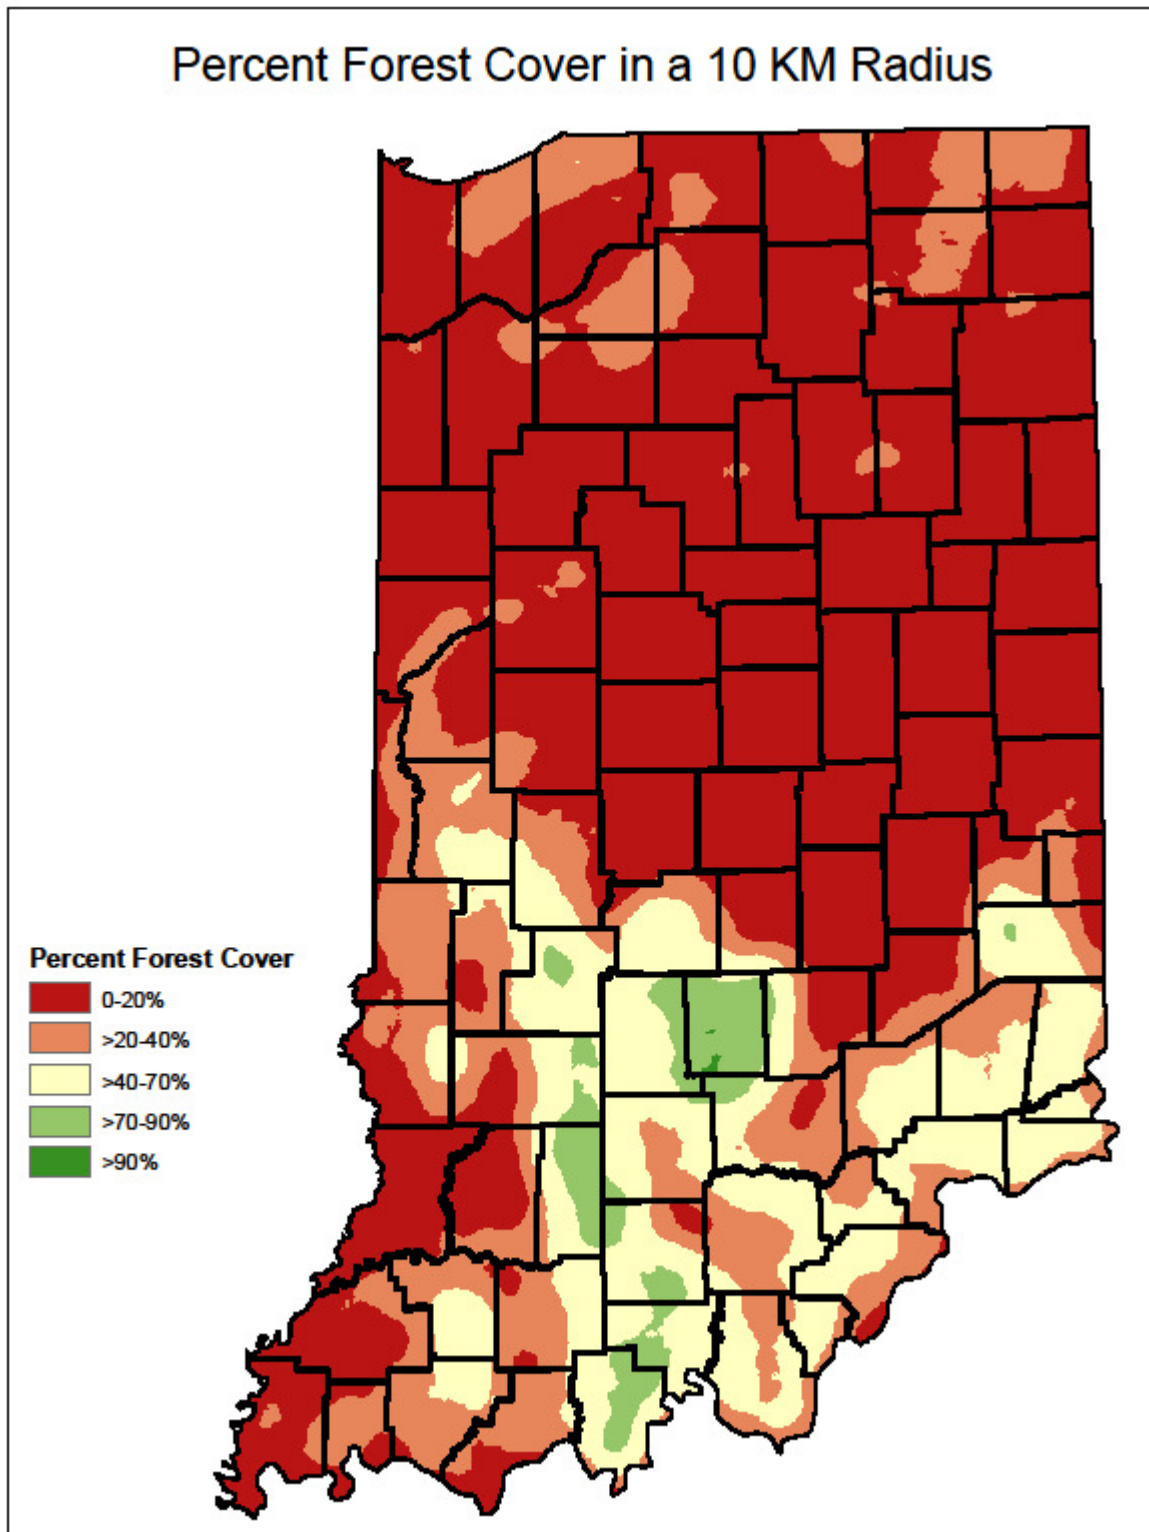 Percent Forest Cover in a 10 KM Radius
Percent Forest Cover
0-20%
>20-40%
>40-70%
>70-90%
>90%